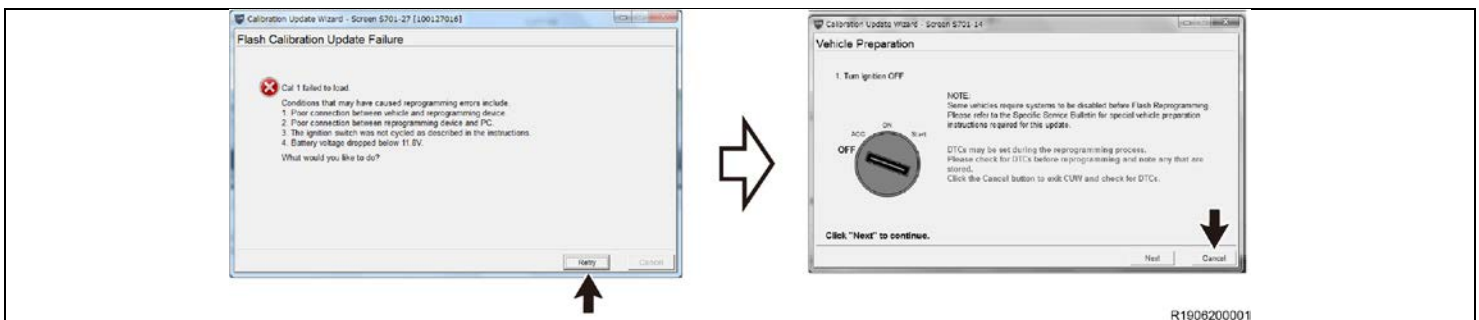 Calibration Update Wizard - Screen S701-27 [100127016]
Flash Calibration Update Failure
Cal 1 failed to load.
Conditions that may have caused reprogramming errors include.
1. Poor connection between vehicle and reprogramming device.
2. Poor connection between reprogramming device and PC.
3. The ignition switch was not cycled as described in the instructions.
4. Battery voltage dropped below 11.8V.
What would you like to do?
Retry
Cancel
Calibration Update Wizard - Screen S701-14
Vehicle Preparation
1. Turn ignition OFF
NOTE:
Some vehicles require systems to be disabled before Flash Reprogramming.
Please refer to the Specific Service Bulletin for special vehicle preparation
instructions required for this update.
ON
ACC
Start
OFF
DTCs may be set during the reprogramming process.
Please check for DTCs before reprogramming and note any that are
stored.
Click the Cancel button to exit CUW and check for DTCs.
Click "Next" to continue.
Next
Cancel
R1906200001